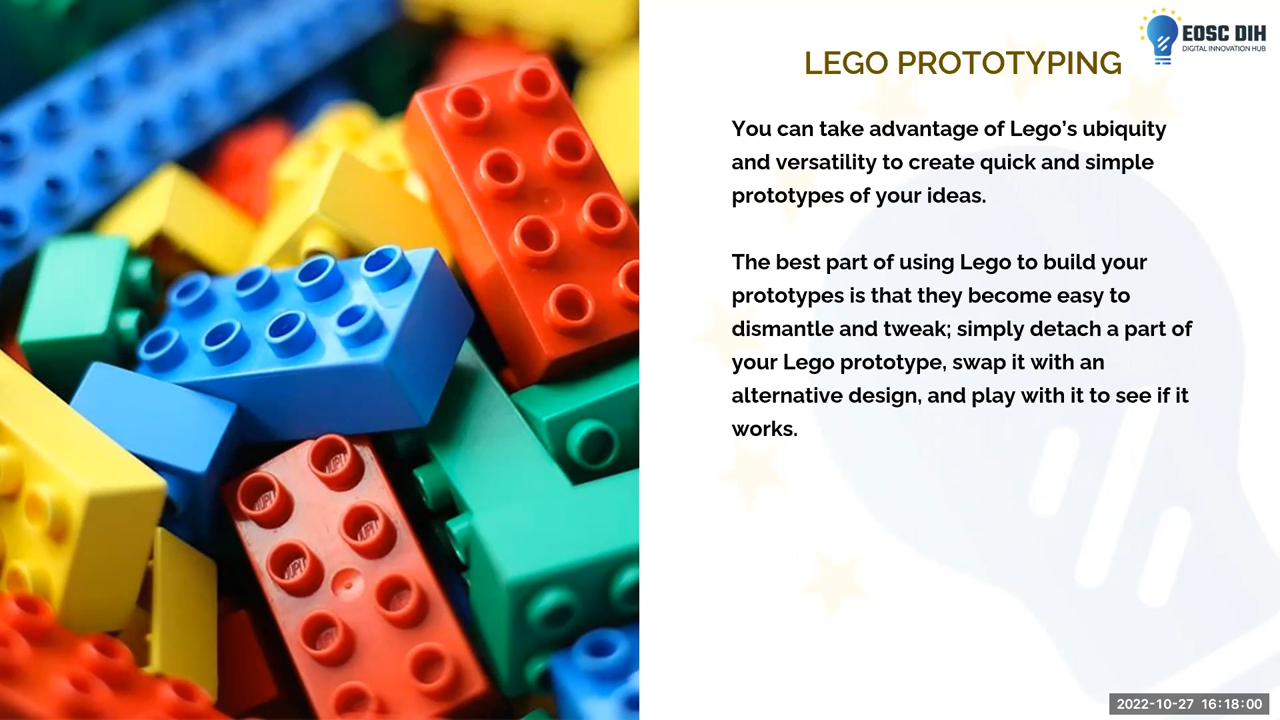 EOSC DIH
DIGITAL INNOVATION HUB
LEGO PROTOTYPING
You can take advantage of Lego’s ubiquity
and versatility to create quick and simple
prototypes of your ideas.
The best part of using Lego to build your
prototypes is that they become easy to
dismantle and tweak; simply detach a part of
your Lego prototype, swap it with an
alternative design, and play with it to see if it
works.
2022-10-27 16:18:00